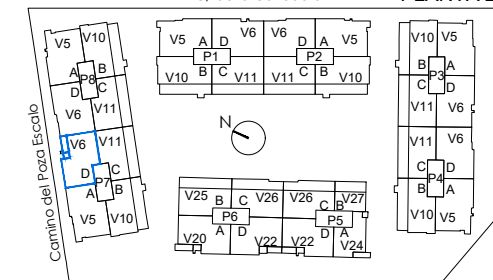 V5 V10
A B
P8
D C
V6 V11
V6 V11
D C
P7
A B
V5 V10
Camino del Poza Escalo
V5 A D V6 V6 A D V5
P1 P2
V10 B C V11 V11 C B V10
N
V10 V5
B A
P3
C D
V11 V6
V11 V6
C D
P4
B A
V10 V5
V25 B C V26 V26 C B V27
P6 P5
V20 A D V22 V22 D A V24